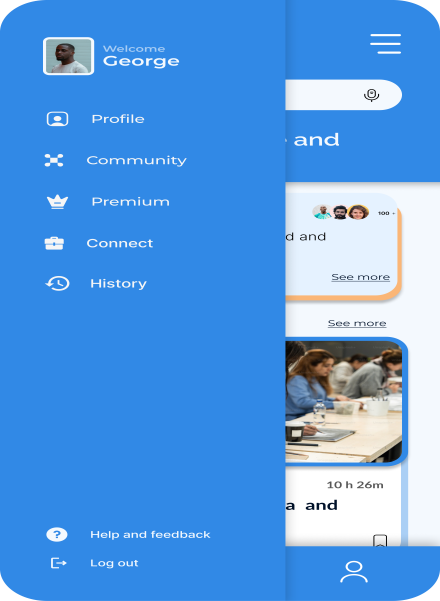 Welcome
George
Profile
Community
Premium
Connect
History
Help and feedback
Log out
and
100 +
d and
See more
See more
10 h 26m
a and